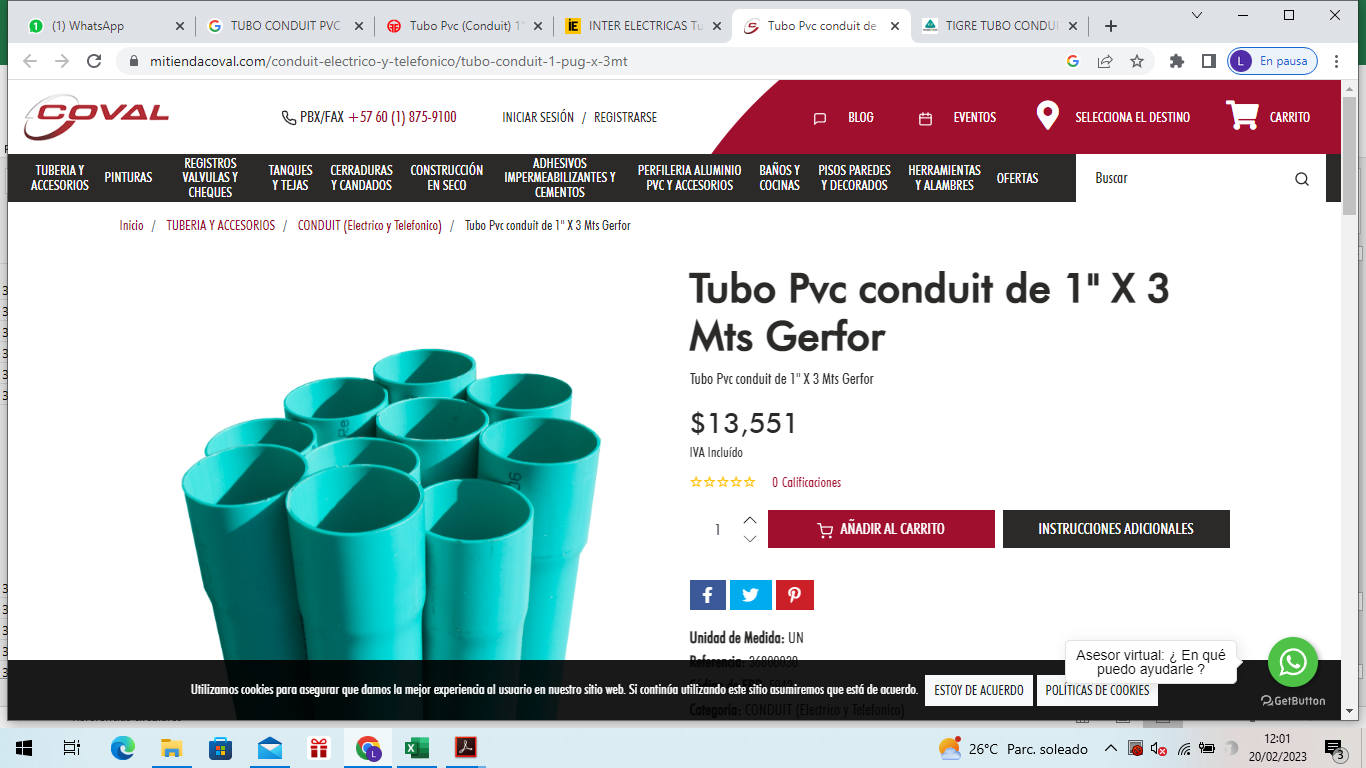 (1) WhatsApp
TUBO CONDUIT PVC
Tubo Pvc (Conduit) 1"
INTER ELECTRICAS Tu
Tubo Pvc conduit de
TIGRE TUBO CONDUI
mitiendacoval.com/conduit-electrico-y-telefonico/tubo-conduit-1-pug-x-3mt
L
En pausa
COVAL
PBX/FAX +57 60 (1) 875-9100
INICIAR SESIÓN / REGISTRARSE
BLOG
EVENTOS
SELECCIONA EL DESTINO
CARRITO
TUBERIA Y
ACCESORIOS
PINTURAS
REGISTROS
VALVULAS Y
CHEQUES
TANQUES
Y TEJAS
CERRADURAS
Y CANDADOS
CONSTRUCCIÓN
EN SECO
ADHESIVOS
IMPERMEABILIZANTES Y
CEMENTOS
PERFILERIA ALUMINIO
PVC Y ACCESORIOS
BAÑOS Y
COCINAS
PISOS PAREDES
Y DECORADOS
HERRAMIENTAS
Y ALAMBRES
OFERTAS
Buscar
Inicio / TUBERIA Y ACCESORIOS / CONDUIT (Electrico y Telefonico) / Tubo Pvc conduit de 1" X 3 Mts Gerfor
Tubo Pvc conduit de 1" X 3
Mts Gerfor
Tubo Pvc conduit de 1" X 3 Mts Gerfor
$13,551
IVA Incluído
0 Calificaciones
1
AÑADIR AL CARRITO
INSTRUCCIONES ADICIONALES
Unidad de Medida: UN
Referencia: 36800030
Asesor virtual: ¿ En qué
puedo ayudarle ?
Utilizamos cookies para asegurar que damos la mejor experiencia al usuario en nuestro sitio web. Si continúa utilizando este sitio asumiremos que está de acuerdo.
ESTOY DE ACUERDO
POLÍTICAS DE COOKIES
GetButton
Categoría: CONDUIT (Electrico y Telefonico)
26°C Parc. soleado
12:01
20/02/2023
3